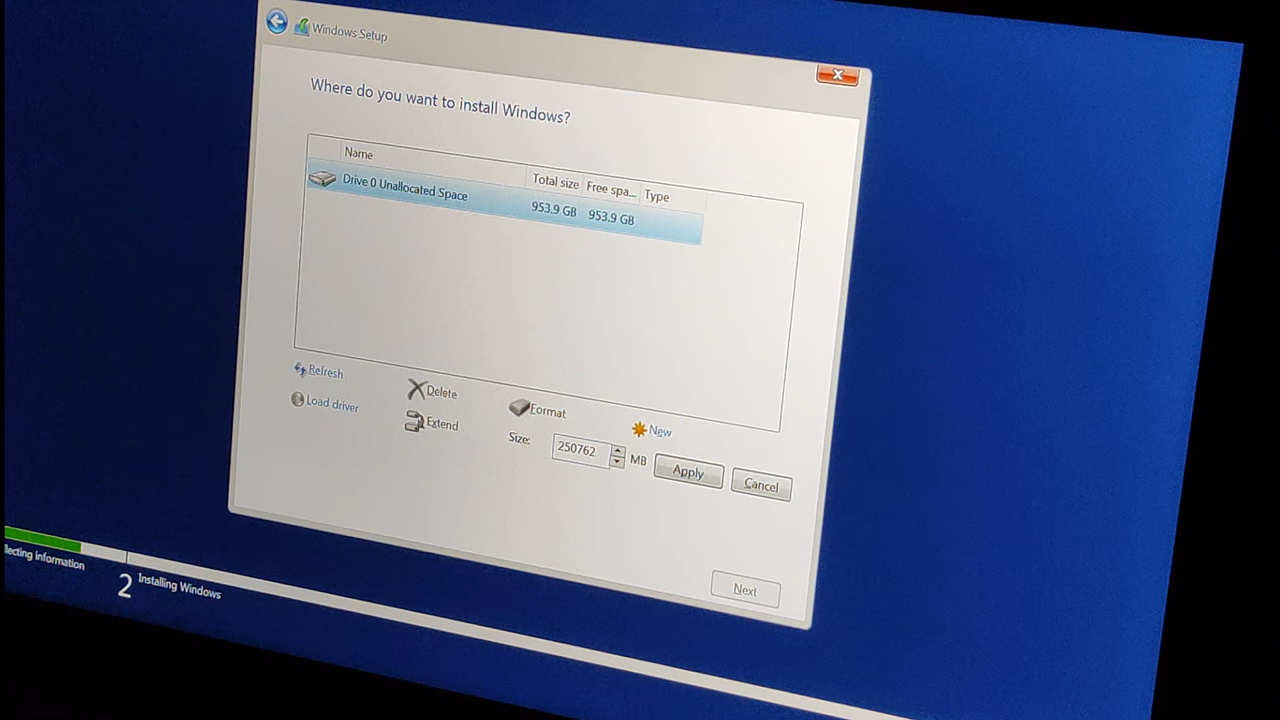 Windows Setup
Where do you want to install Windows?
Name Total size Free spa... Type
Drive 0 Unallocated Space 953.9 GB 953.9 GB
Refresh Delete Format New
Load driver Extend Size: 250762 MB Apply Cancel
Next
lecting information
2 Installing Windows